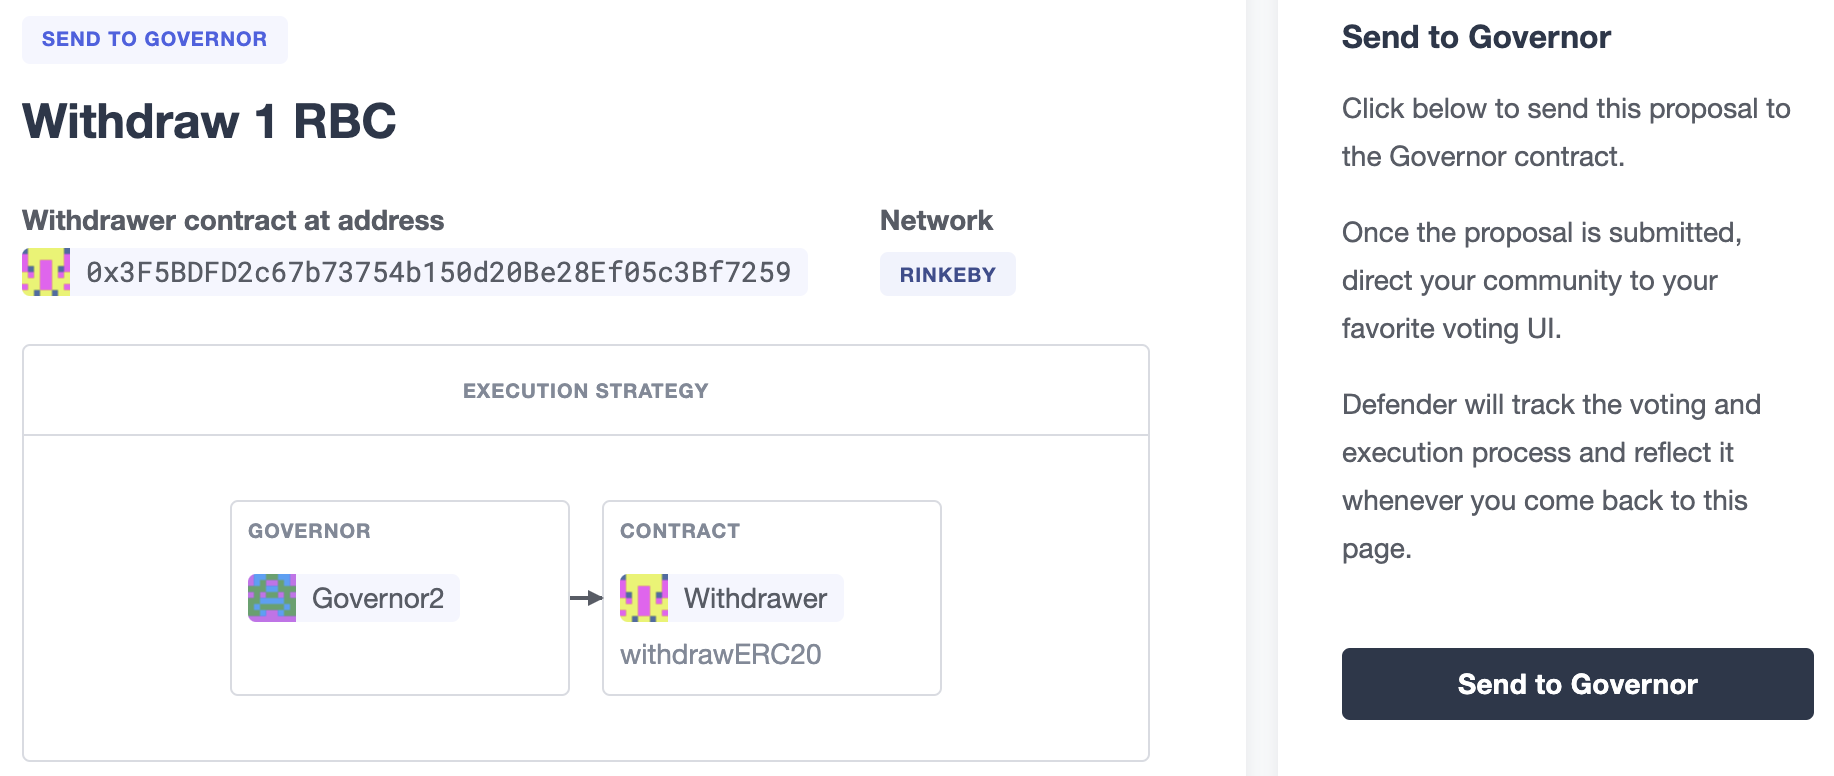 SEND TO GOVERNOR
Withdraw 1 RBC
Withdrawer contract at address
0x3F5BDFD2c67b73754b150d20Be28Ef05c3Bf7259
Network
RINKEBY
EXECUTION STRATEGY
GOVERNOR
Governor2
CONTRACT
Withdrawer
withdrawERC20
Send to Governor
Click below to send this proposal to
the Governor contract.
Once the proposal is submitted,
direct your community to your
favorite voting UI.
Defender will track the voting and
execution process and reflect it
whenever you come back to this
page.
Send to Governor